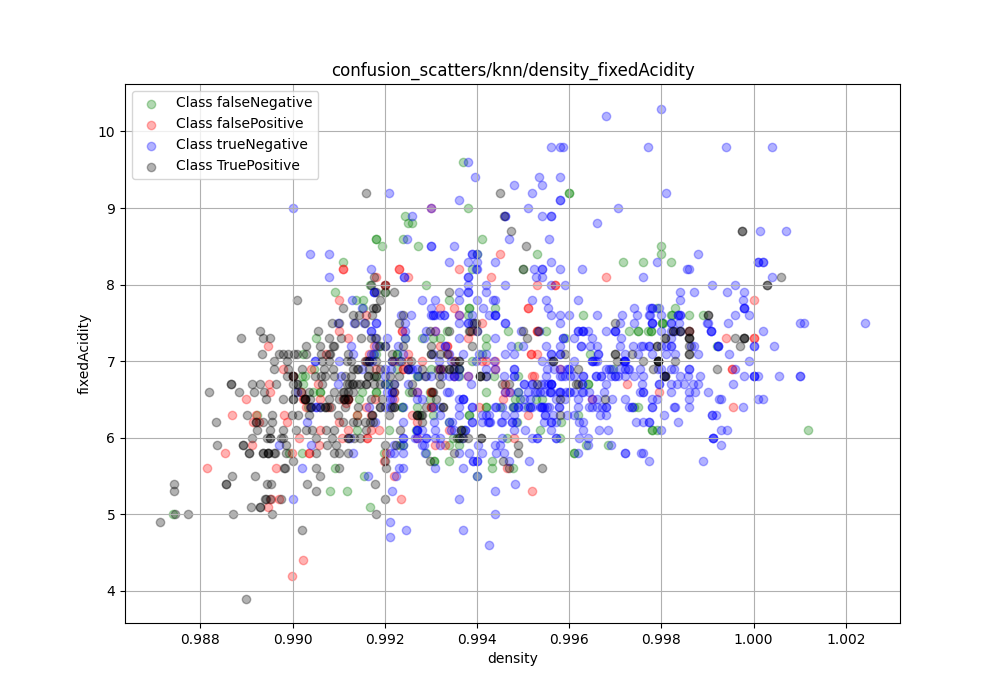 confusion_scatters/knn/density_fixedAcidity
Class falseNegative
Class falsePositive
Class trueNegative
Class TruePositive
10
9
8
7
6
5
4
fixedAcidity
0.988 0.990 0.992 0.994 0.996 0.998 1.000 1.002
density